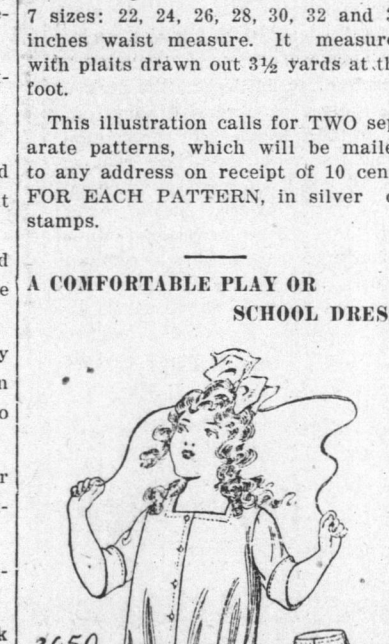 7 sizes: 22, 24, 26, 28, 30, 32 and
inches waist measure. It measur
with plaits drawn out 3½ yards at th
foot.
This illustration calls for TWO sep
arate patterns, which will be maile
to any address on receipt of 10 cen
FOR EACH PATTERN, in silver
stamps.
A COMFORTABLE PLAY OR
SCHOOL DRES